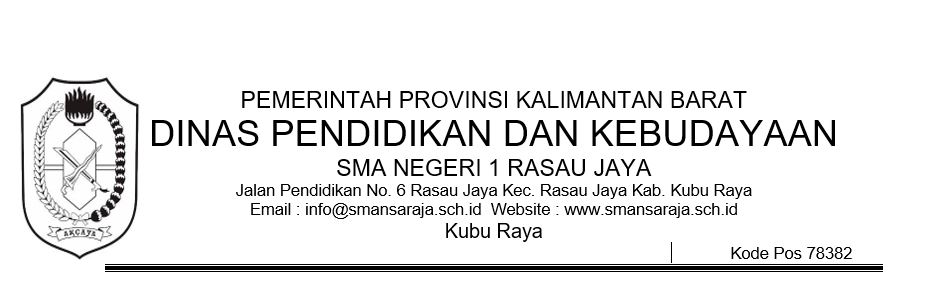 PEMERINTAH PROVINSI KALIMANTAN BARAT
DINAS PENDIDIKAN DAN KEBUDAYAAN
SMA NEGERI 1 RASAU JAYA
Jalan Pendidikan No. 6 Rasau Jaya Kec. Rasau Jaya Kab. Kubu Raya
Email : info@smansaraja.sch.id Website : www.smansaraja.sch.id
Kubu Raya
AKCAYA
Kode Pos 78382